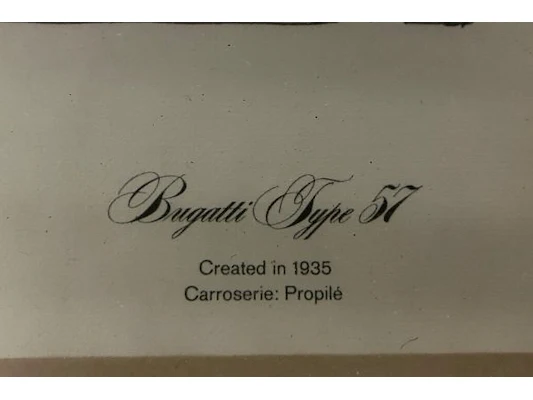 Bugatti Type 57
Created in 1935
Carroserie: Propilé